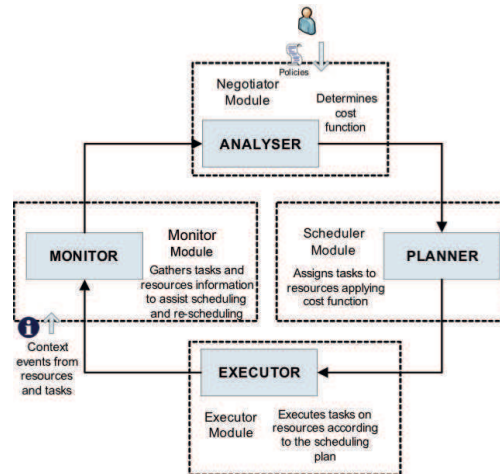 Policies
Negotiator
Module
Determines
cost
function
ANALYSER
Monitor
Module
MONITOR
Gathers tasks and
resources information
to assist scheduling
and re-scheduling
Scheduler
Module
PLANNER
Assigns tasks to
resources applying
cost function
i
Context
events from
resources
and tasks
EXECUTOR
Executor
Module
Executes tasks on
resources according
to the scheduling
plan